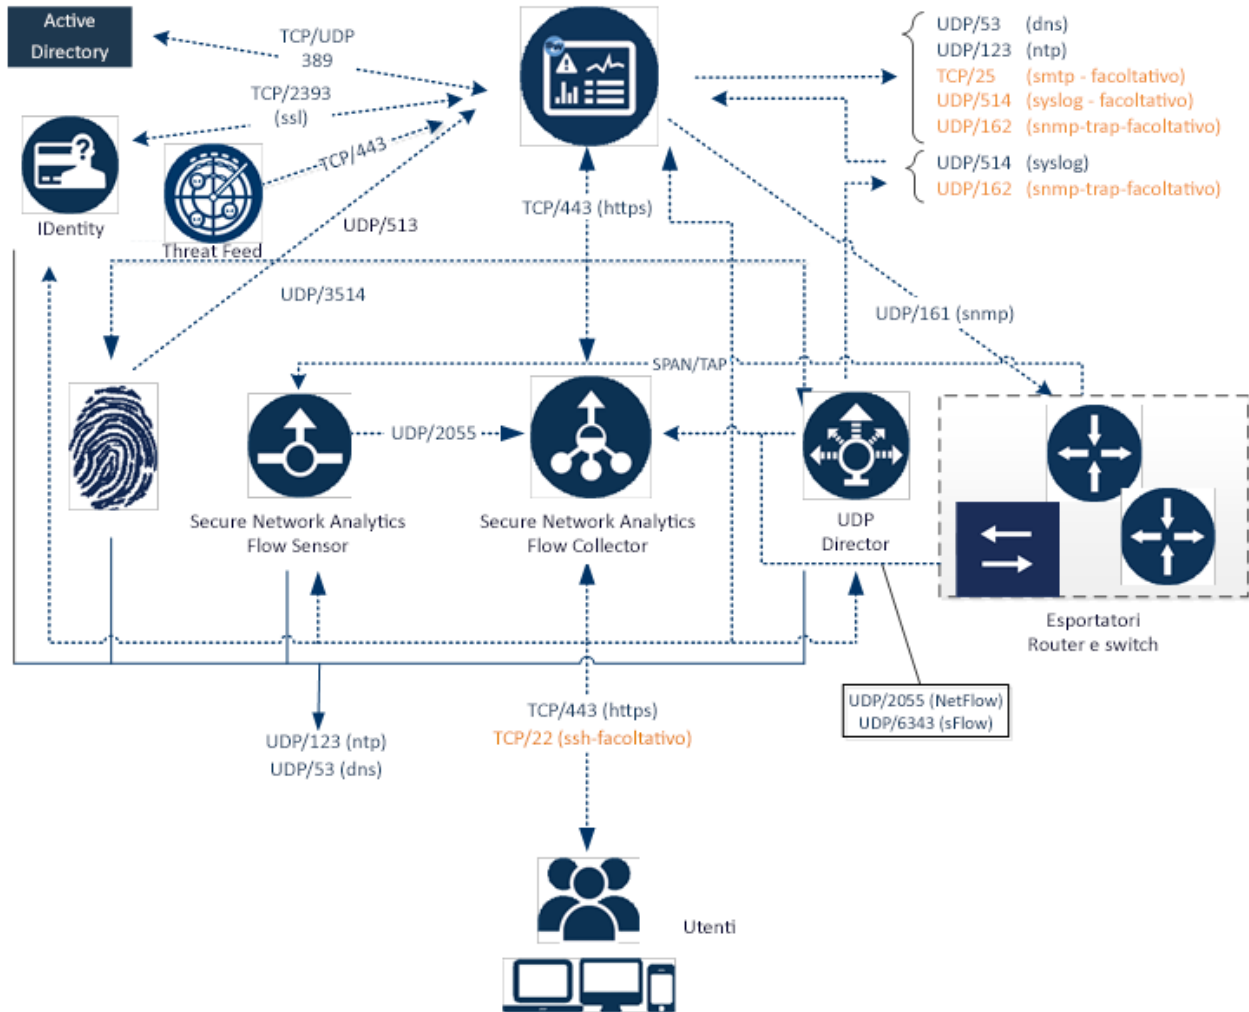 Active
Directory
TCP/UDP
389
TCP/2393
(ssl)
TCP/443
IDentity
Threat Feed
UDP/513
UDP/3514
TCP/443 (https)
UDP/53 (dns)
UDP/123 (ntp)
TCP/25 (smtp - facoltativo)
UDP/514 (syslog - facoltativo)
UDP/162 (snmp-trap-facoltativo)
UDP/514 (syslog)
UDP/162 (snmp-trap-facoltativo)
UDP/161 (snmp)
SPAN/TAP
UDP/2055
Secure Network Analytics
Flow Sensor
Secure Network Analytics
Flow Collector
UDP
Director
Esportatori
Router e switch
UDP/2055 (NetFlow)
UDP/6343 (sFlow)
TCP/443 (https)
TCP/22 (ssh-facoltativo)
UDP/123 (ntp)
UDP/53 (dns)
Utenti